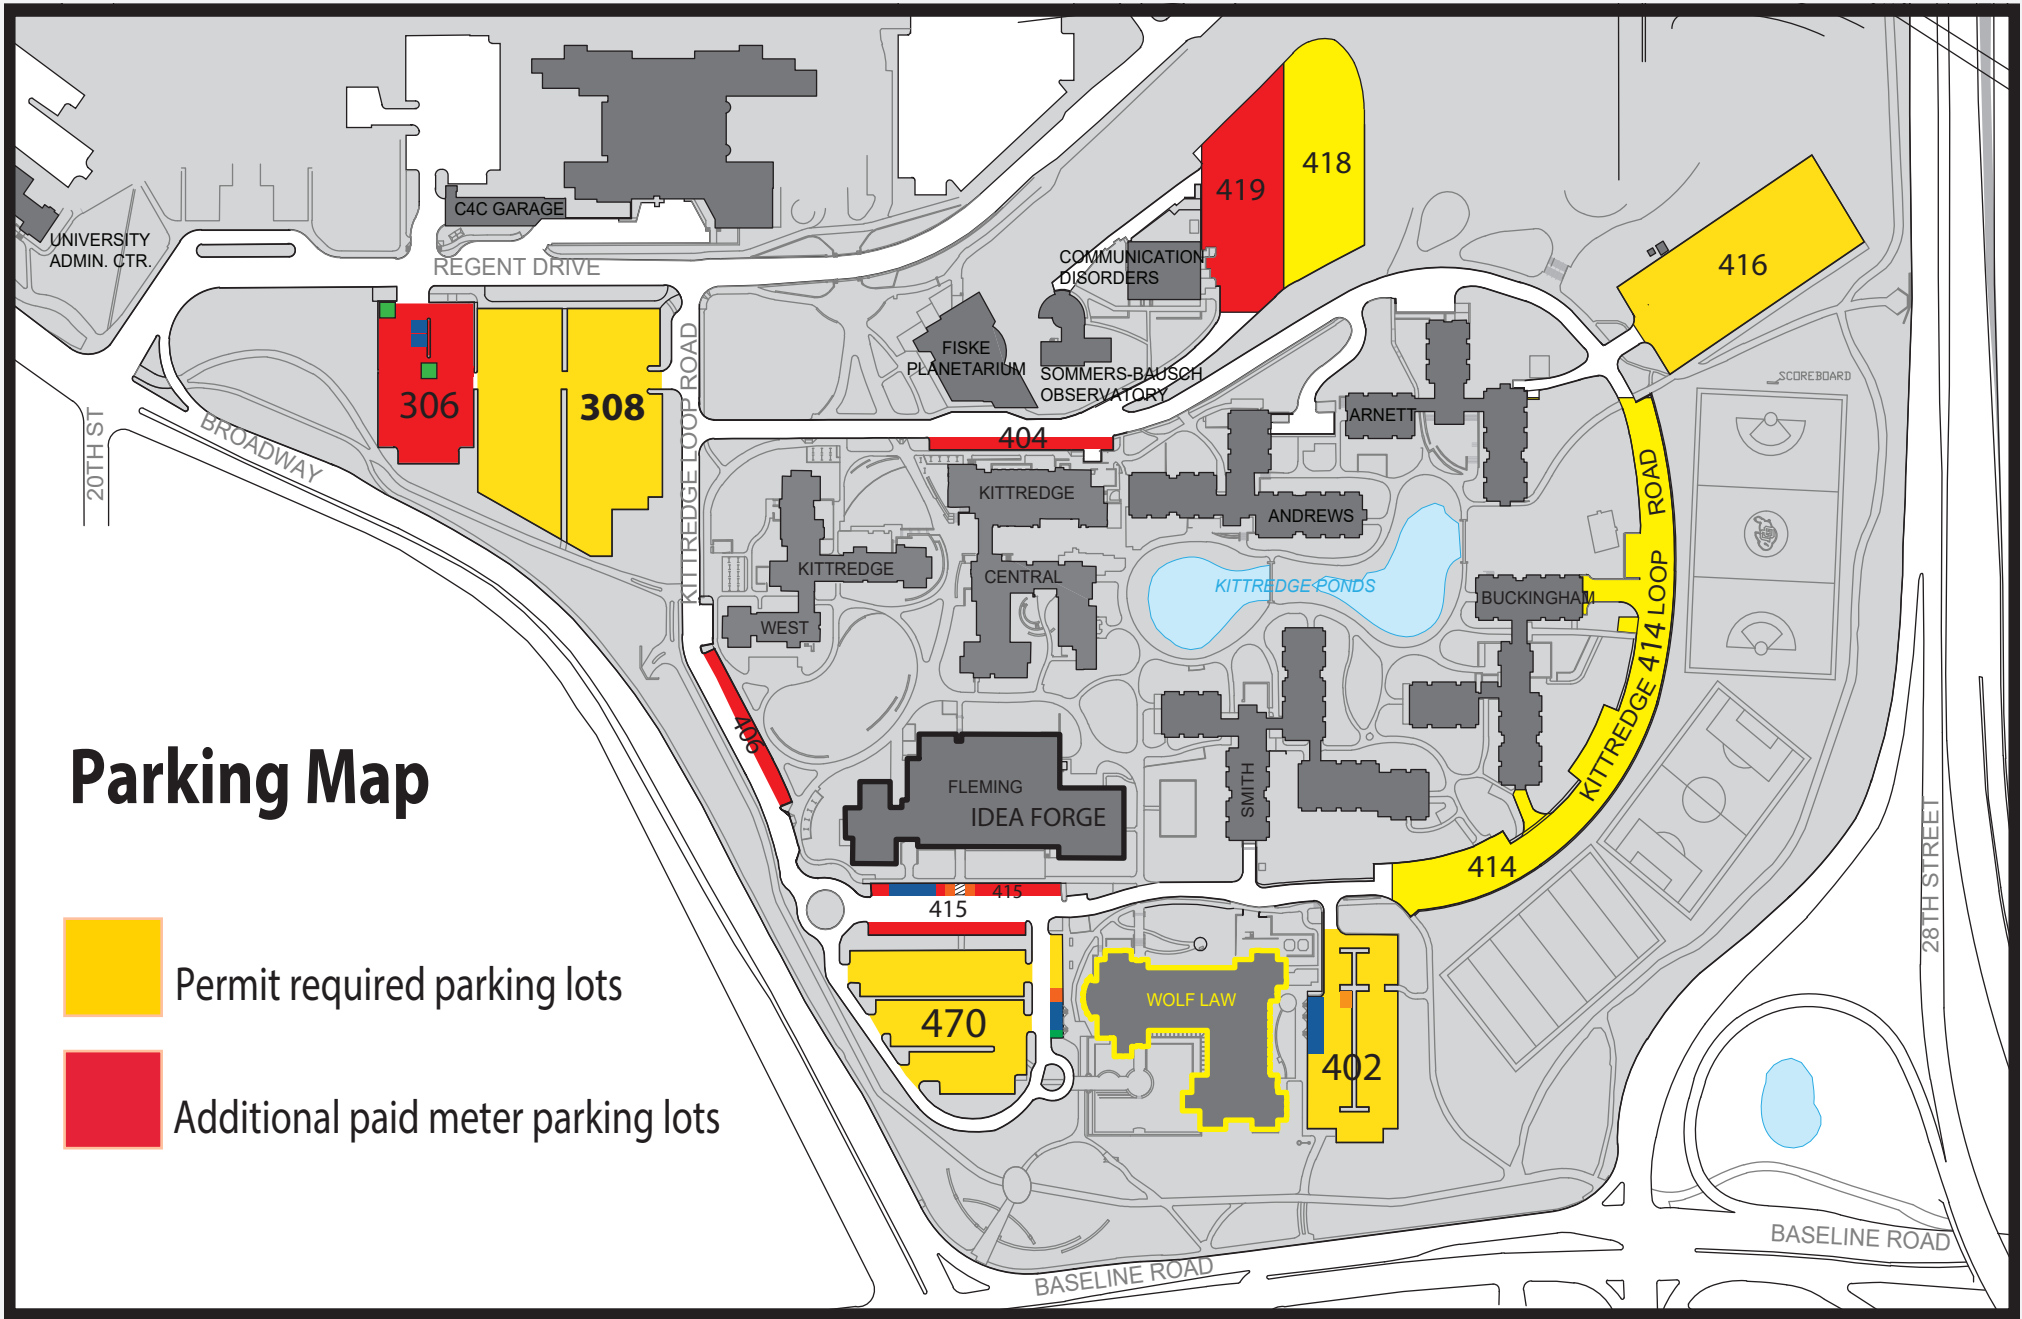 C4C GARAGE
UNIVERSITY
ADMIN. CTR.
REGENT DRIVE
419
418
416
COMMUNICATION
DISORDERS
FISKE
PLANETARIUM
SOMMERS-BAUSCH
OBSERVATORY
SCOREBOARD
306
308
20TH ST
BROADWAY
KITTREDGE LOOP ROAD
404
ARNETT
KITTREDGE
ANDREWS
KITTREDGE
CENTRAL
KITTREDGE PONDS
BUCKINGHAM
WEST
KITTREDGE 414 LOOP ROAD
406
Parking Map
FLEMING
IDEA FORGE
SMITH
414
28TH STREET
415
415
Permit required parking lots
470
WOLF LAW
402
Additional paid meter parking lots
BASELINE ROAD
BASELINE ROAD